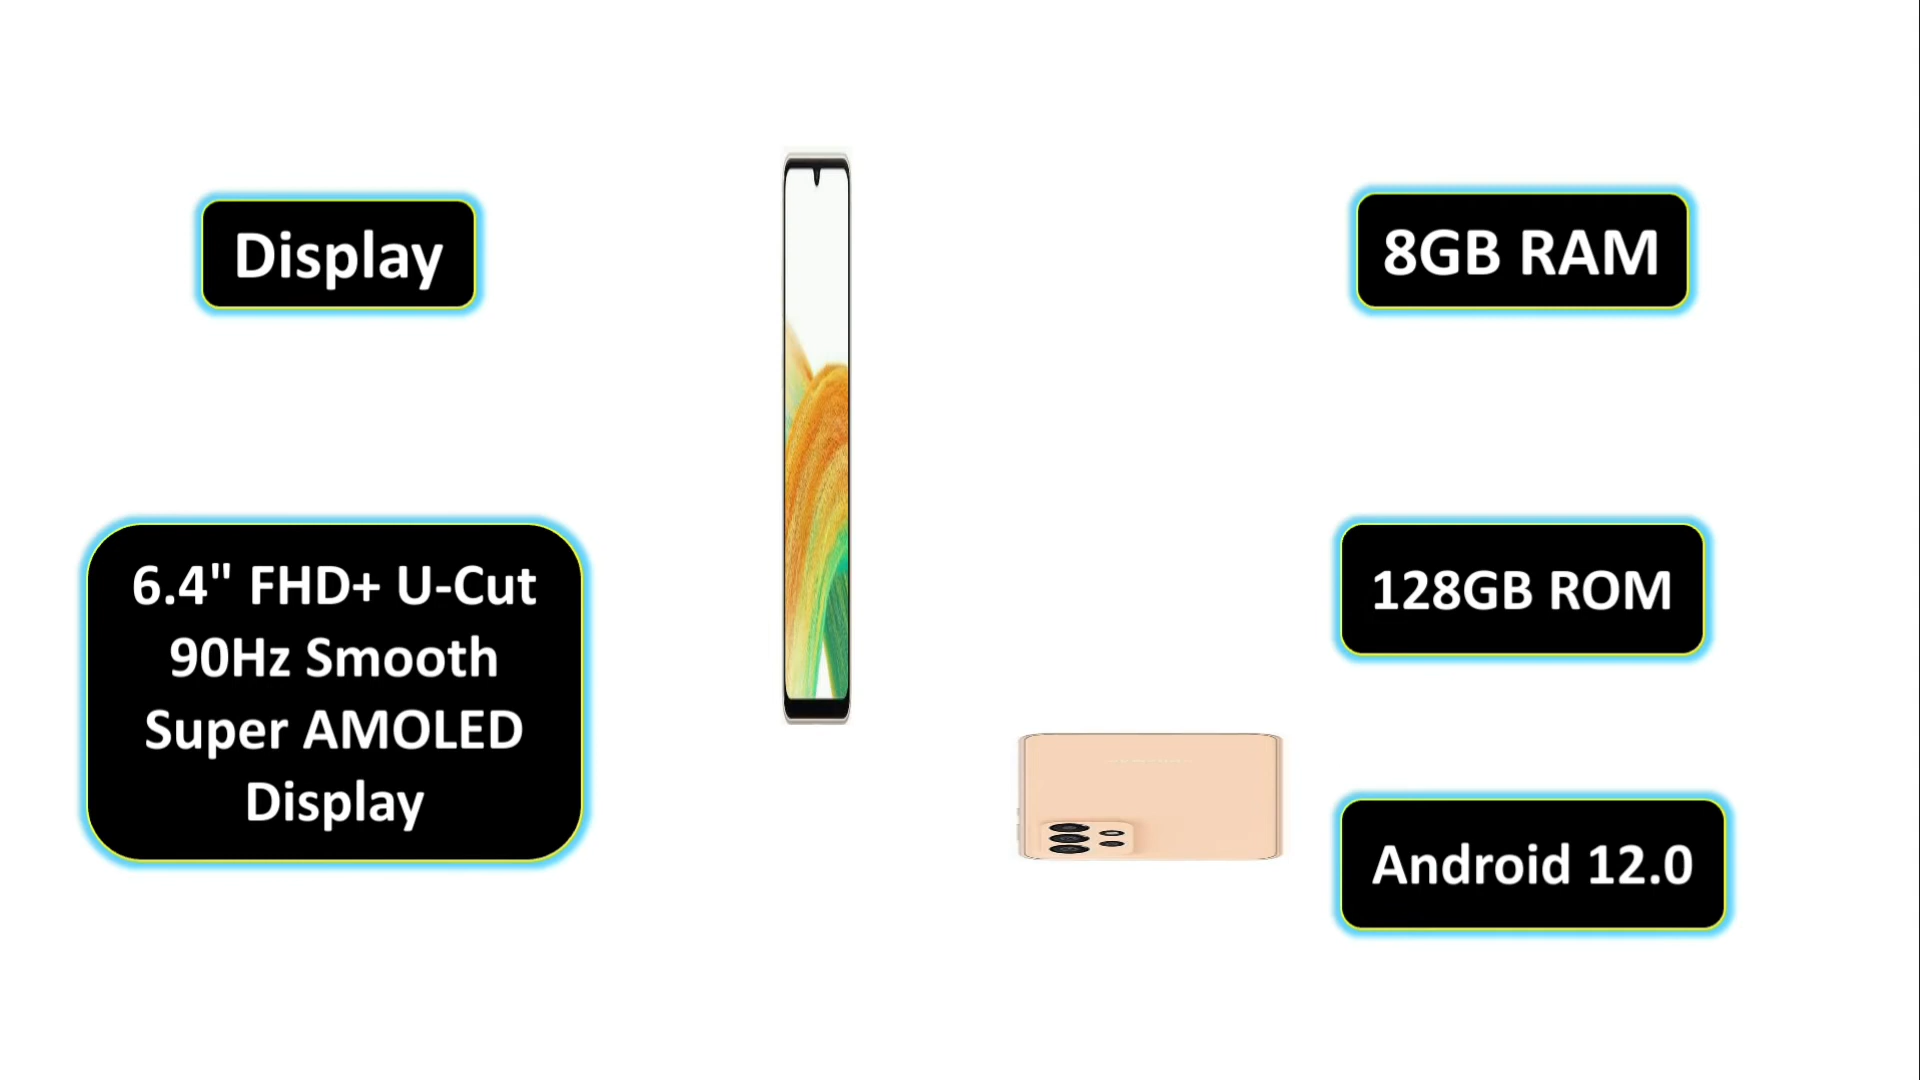 Display
6.4" FHD+ U-Cut
90Hz Smooth
Super AMOLED
Display
8GB RAM
128GB ROM
Android 12.0